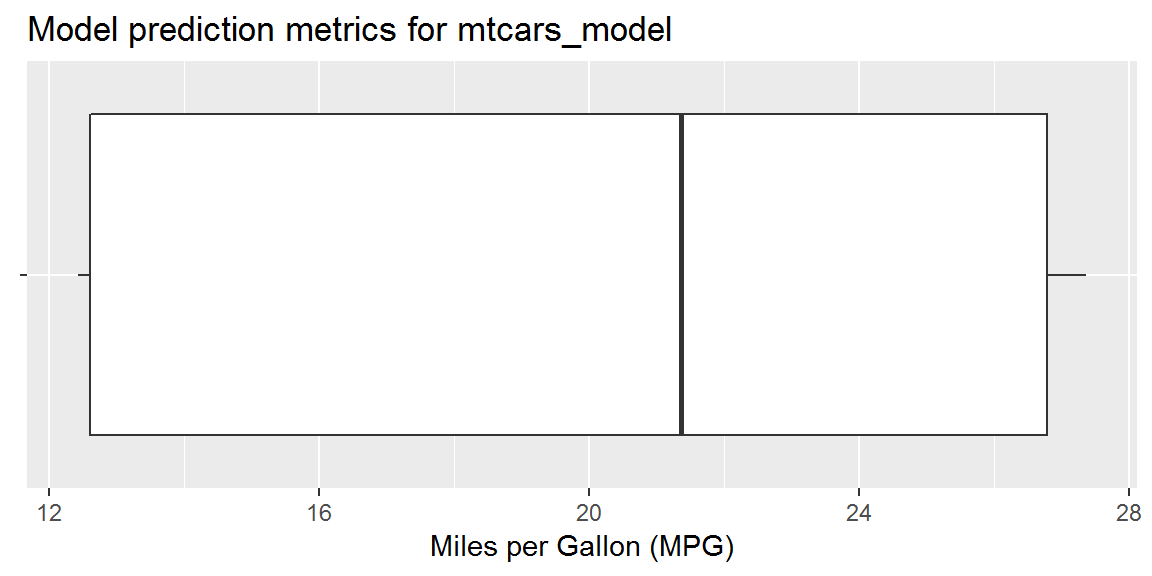 Model prediction metrics for mtcars_model
12 16 20 24 28
Miles per Gallon (MPG)